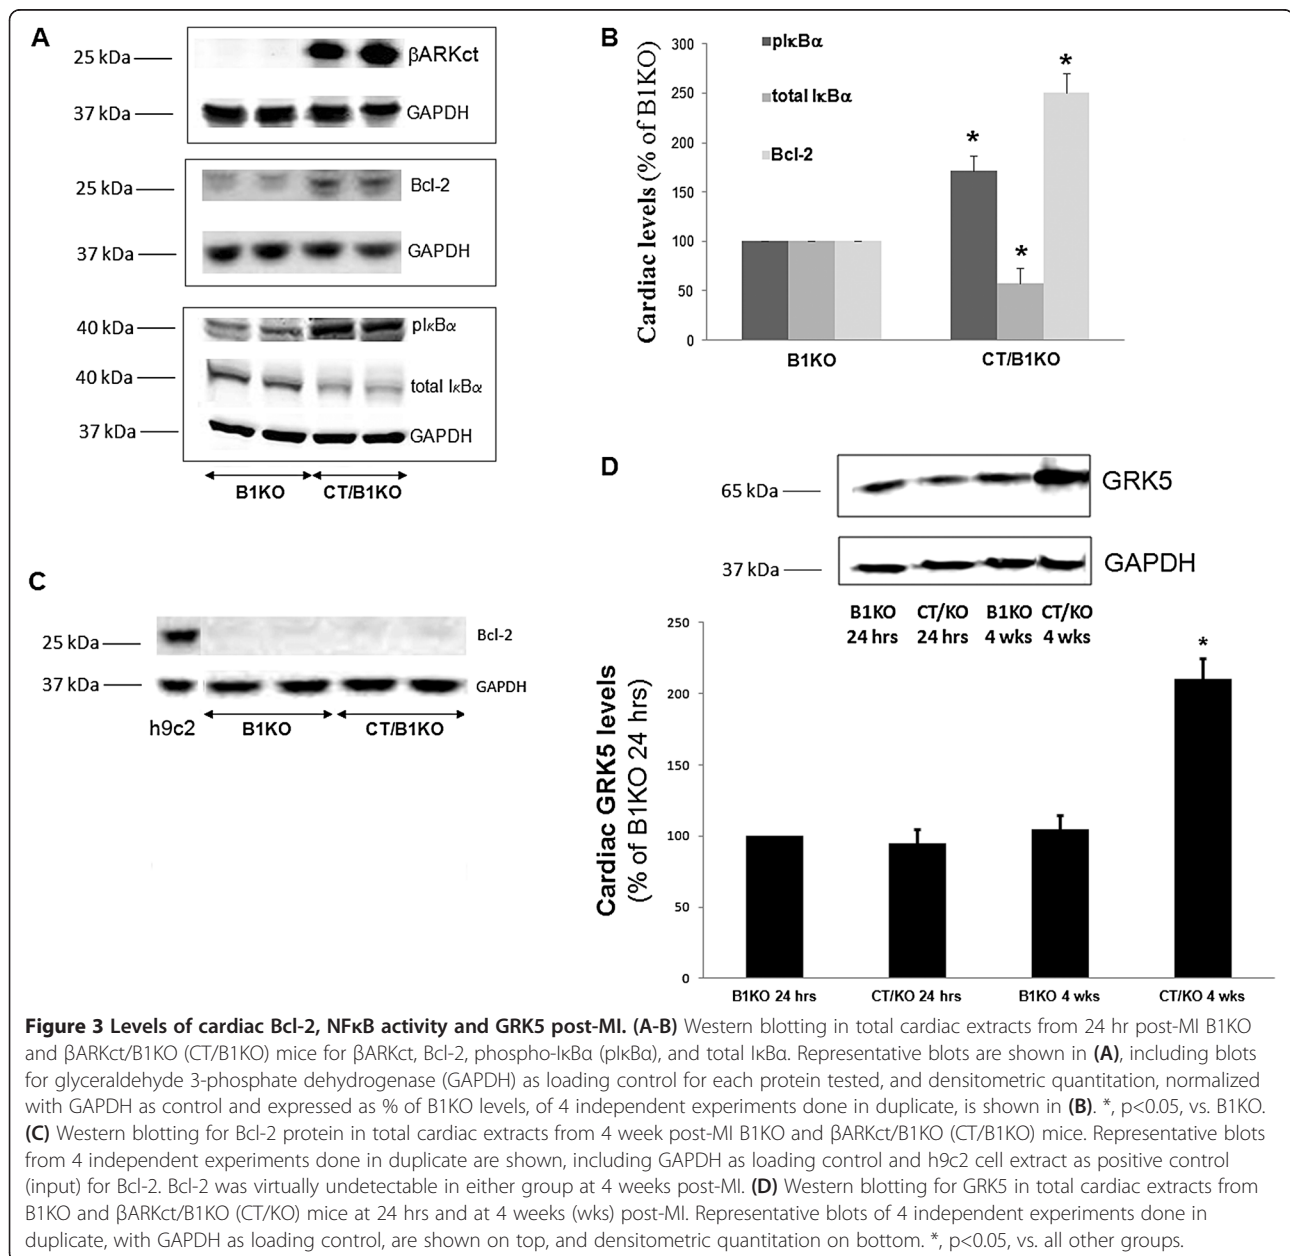 A
25 kDa
βARKct
37 kDa
GAPDH
25 kDa
Bcl-2
37 kDa
GAPDH
40 kDa
pIκBα
40 kDa
total IκBα
37 kDa
GAPDH
B1KO CT/B1KO
B
Cardiac levels (% of B1KO)
300
250
200
150
100
50
0
pIκBα
total IκBα
Bcl-2
*
*
*
B1KO CT/B1KO
C
25 kDa
Bcl-2
37 kDa
GAPDH
h9c2 B1KO CT/B1KO
D
65 kDa
GRK5
37 kDa
GAPDH
B1KO CT/KO B1KO CT/KO
24 hrs 24 hrs 4 wks 4 wks
Cardiac GRK5 levels
(% of B1KO 24 hrs)
250
200
150
100
50
0
*
B1KO 24 hrs CT/KO 24 hrs B1KO 4 wks CT/KO 4 wks
Figure 3 Levels of cardiac Bcl-2, NFκB activity and GRK5 post-MI. (A-B) Western blotting in total cardiac extracts from 24 hr post-MI B1KO
and βARKct/B1KO (CT/B1KO) mice for βARKct, Bcl-2, phospho-IκBα (pIκBα), and total IκBα. Representative blots are shown in (A), including blots
for glyceraldehyde 3-phosphate dehydrogenase (GAPDH) as loading control for each protein tested, and densitometric quantitation, normalized
with GAPDH as control and expressed as % of B1KO levels, of 4 independent experiments done in duplicate, is shown in (B). *, p<0.05, vs. B1KO.
(C) Western blotting for Bcl-2 protein in total cardiac extracts from 4 week post-MI B1KO and βARKct/B1KO (CT/B1KO) mice. Representative blots
from 4 independent experiments done in duplicate are shown, including GAPDH as loading control and h9c2 cell extract as positive control
(input) for Bcl-2. Bcl-2 was virtually undetectable in either group at 4 weeks post-MI. (D) Western blotting for GRK5 in total cardiac extracts from
B1KO and βARKct/B1KO (CT/KO) mice at 24 hrs and at 4 weeks (wks) post-MI. Representative blots of 4 independent experiments done in
duplicate, with GAPDH as loading control, are shown on top, and densitometric quantitation on bottom. *, p<0.05, vs. all other groups.